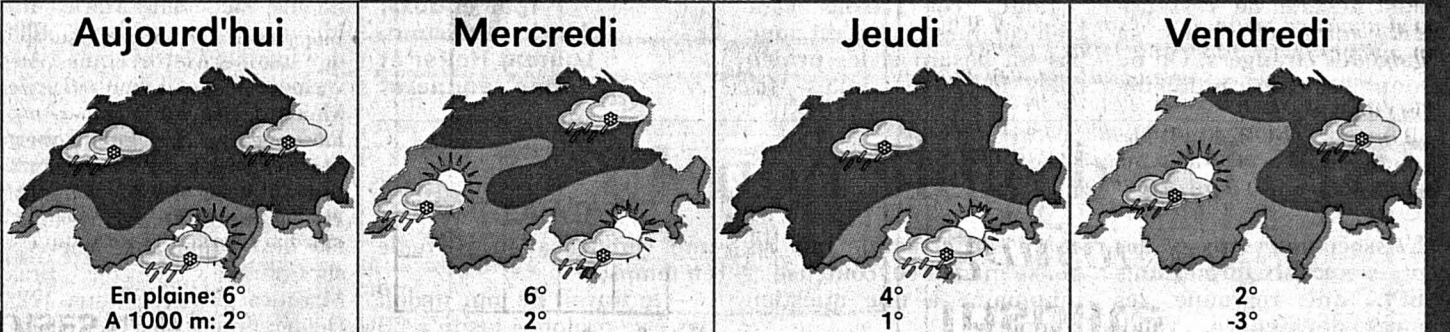 Aujourd'hui
En plaine: 6°
A 1000 m: 2°
Mercredi
6°
2°
Jeudi
4°
1°
Vendredi
2°
-3°